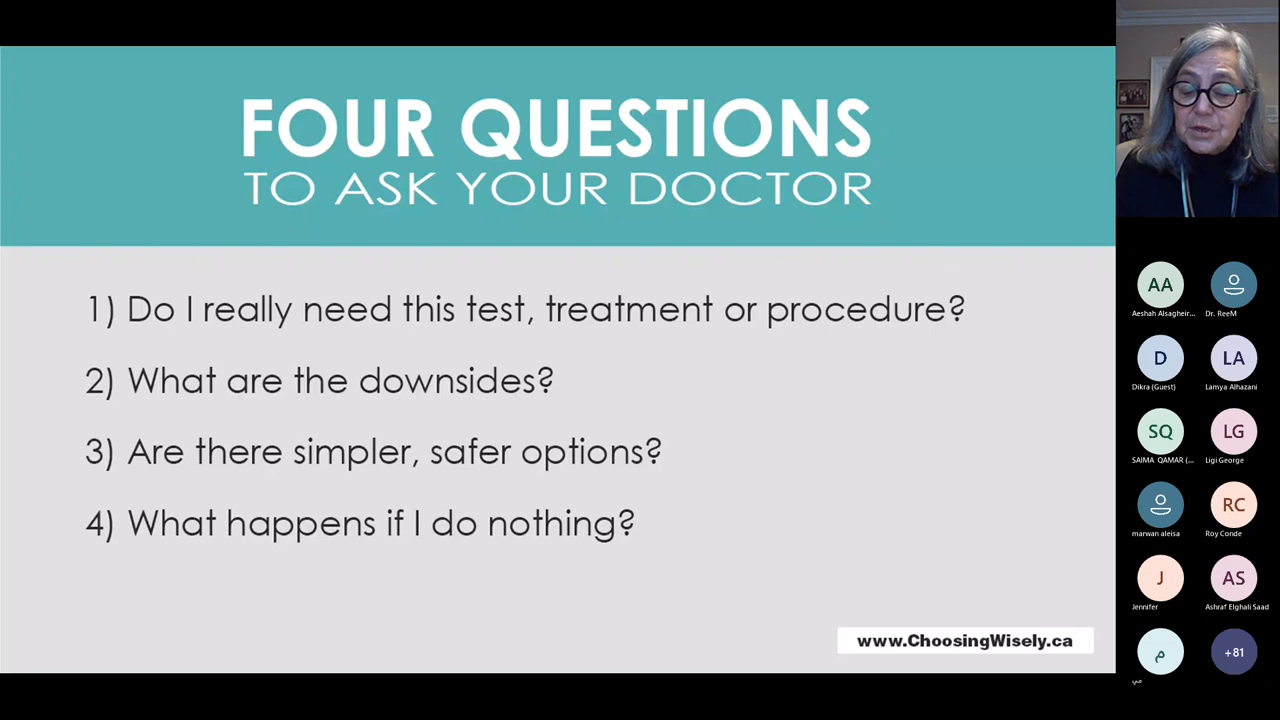 FOUR QUESTIONS
TO ASK YOUR DOCTOR
1) Do I really need this test, treatment or procedure?
2) What are the downsides?
3) Are there simpler, safer options?
4) What happens if I do nothing?
www.ChoosingWisely.ca
AA
Aeshah Alsagheir...
Dr. ReeM
D
Dikra (Guest)
LA
Lamya Alhazani
SQ
SAIMA QAMAR (...
LG
Ligi George
marwan aleisa
RC
Roy Conde
J
Jennifer
AS
Ashraf Elghali Saad
م
مي
+81